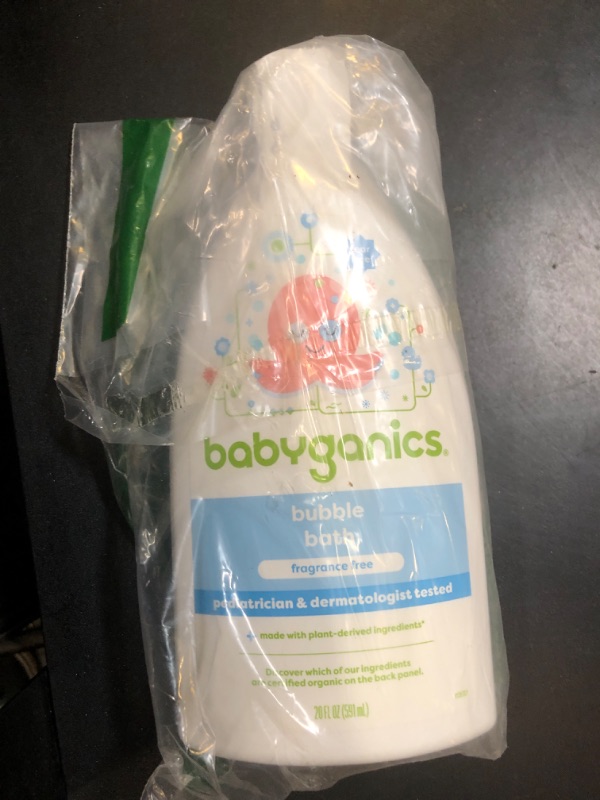 babyganics
bubble
bath
fragrance free
pediatrician & dermatologist tested
made with plant-derived ingredients*
Discover which of our ingredients
are certified organic on the back panel.
20 FL OZ (591 mL)